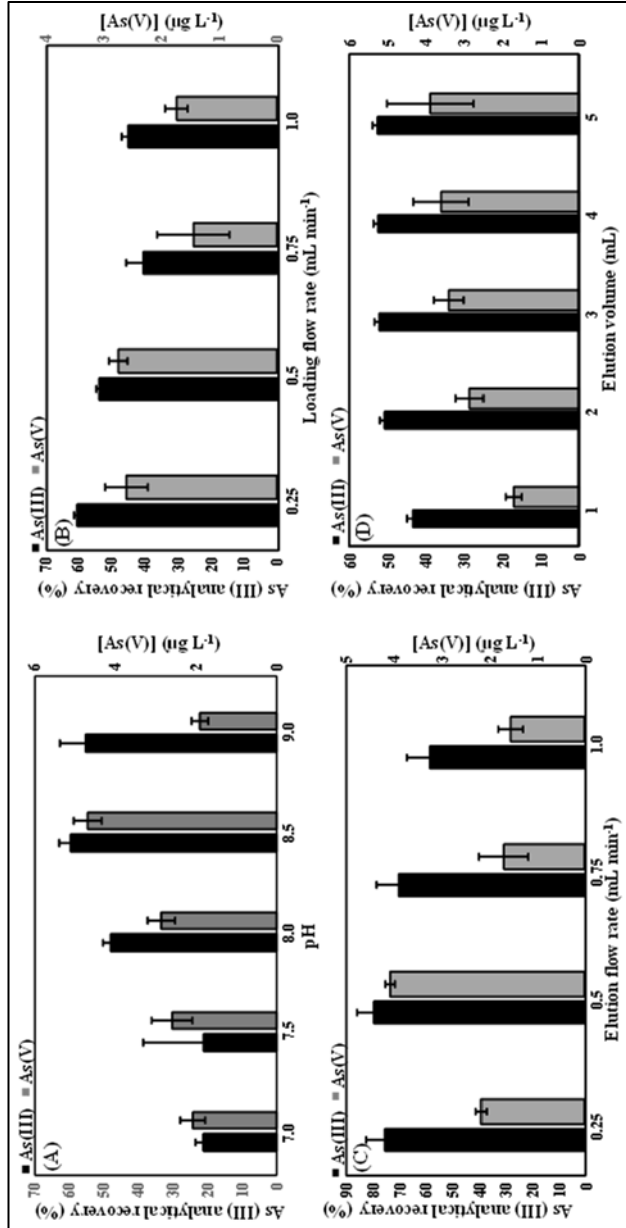 (A)
■As(III) ■As(V)
As (III) analytical recovery (%)
70
60
50
40
30
20
10
0
[As(V)] (µg L⁻¹)
6
4
2
0
7.0 7.5 8.0 8.5 9.0
pH
(B)
■As(III) ■As(V)
As (III) analytical recovery (%)
70
60
50
40
30
20
10
0
[As(V)] (µg L⁻¹)
4
3
2
1
0
0.25 0.5 0.75 1.0
Loading flow rate (mL min⁻¹)
(C)
■As(III) ■As(V)
As (III) analytical recovery (%)
90
80
70
60
50
40
30
20
10
0
[As(V)] (µg L⁻¹)
5
4
3
2
1
0
0.25 0.5 0.75 1.0
Elution flow rate (mL min⁻¹)
(D)
■As(III) ■As(V)
As (III) analytical recovery (%)
60
50
40
30
20
10
0
[As(V)] (µg L⁻¹)
6
5
4
3
2
1
0
1 2 3 4 5
Elution volume (mL)